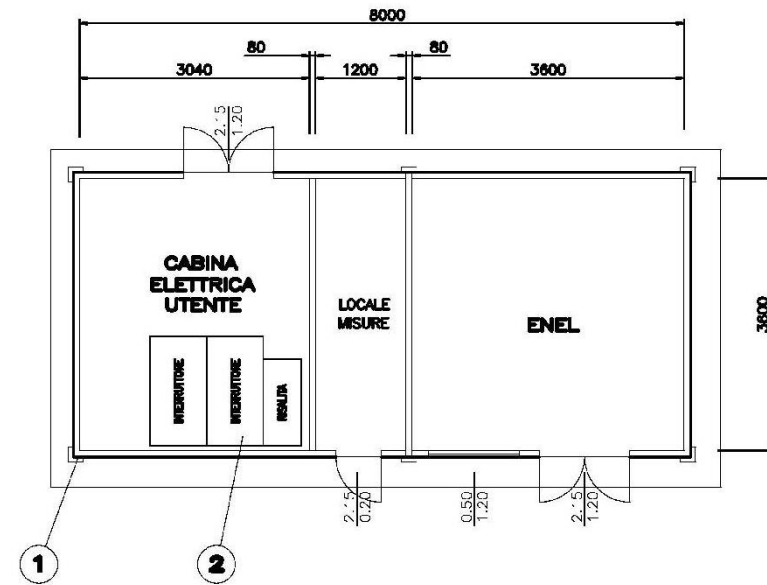 8000
80
80
3040
1200
3600
2.15
1.20
CABINA
ELETTRICA
UTENTE
LOCALE
MISURE
ENEL
3600
INTERRUTTORE
INTERRUTTORE
RISALITA
2.15
0.20
0.50
1.20
2.15
1.20
1
2